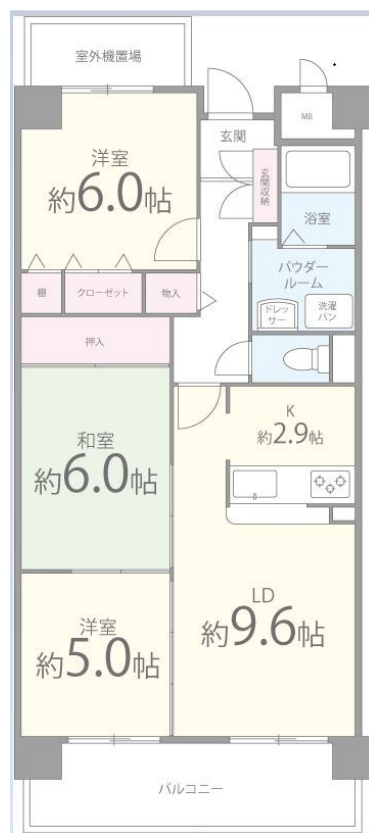 室外機置場
洋室
約6.0帖
玄関
MB
玄関収納
浴室
棚
クローゼット
物入
パウダー
ルーム
ドレッ
サー
洗濯
パン
押入
和室
約6.0帖
K
約2.9帖
LD
約9.6帖
洋室
約5.0帖
バルコニー